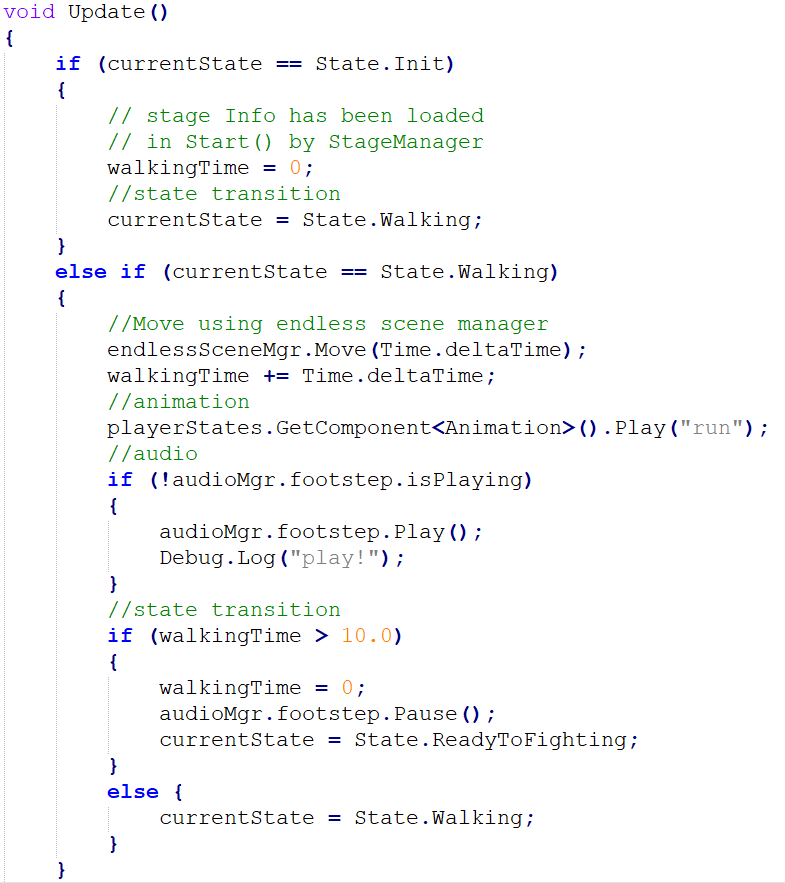 void Update()
{
    if (currentState == State.Init)
    {
        // stage Info has been loaded
        // in Start() by StageManager
        walkingTime = 0;
        //state transition
        currentState = State.Walking;
    }
    else if (currentState == State.Walking)
    {
        //Move using endless scene manager
        endlessSceneMgr.Move(Time.deltaTime);
        walkingTime += Time.deltaTime;
        //animation
        playerStates.GetComponent<Animation>().Play("run");
        //audio
        if (!audioMgr.footstep.isPlaying)
        {
            audioMgr.footstep.Play();
            Debug.Log("play!");
        }
        //state transition
        if (walkingTime > 10.0)
        {
            walkingTime = 0;
            audioMgr.footstep.Pause();
            currentState = State.ReadyToFighting;
        }
        else {
            currentState = State.Walking;
        }
    }